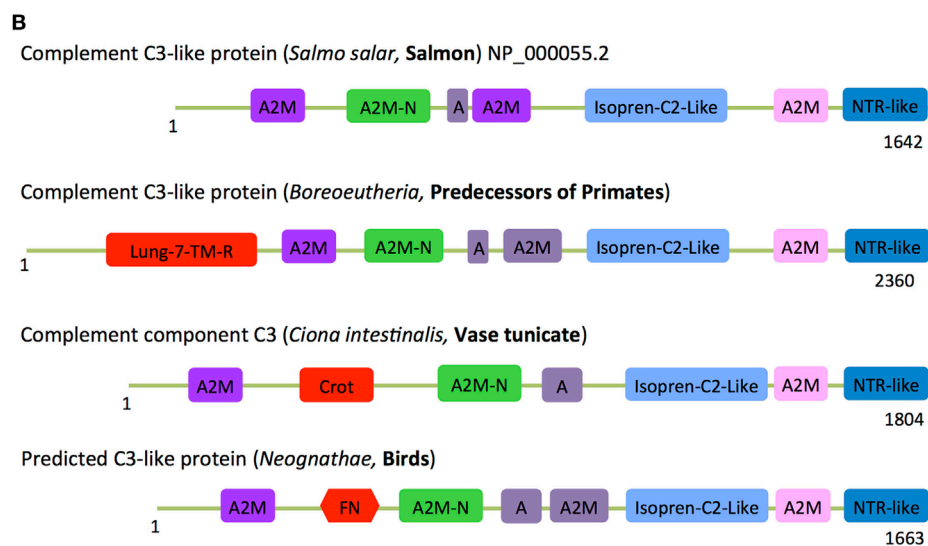 B
Complement C3-like protein (Salmo salar, Salmon) NP_000055.2
A2M A2M-N A A2M Isopren-C2-Like A2M NTR-like
1 1642
Complement C3-like protein (Boreoeutheria, Predecessors of Primates)
Lung-7-TM-R A2M A2M-N A A2M Isopren-C2-Like A2M NTR-like
1 2360
Complement component C3 (Ciona intestinalis, Vase tunicate)
A2M Crot A2M-N A Isopren-C2-Like A2M NTR-like
1 1804
Predicted C3-like protein (Neognathae, Birds)
A2M FN A2M-N A A2M Isopren-C2-Like A2M NTR-like
1 1663